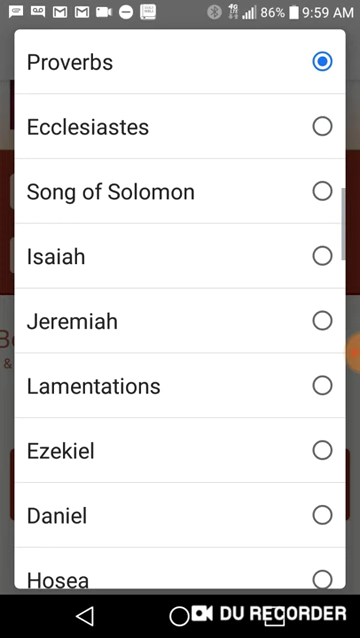 86% 9:59 AM
Proverbs
Ecclesiastes
Song of Solomon
Isaiah
Jeremiah
Lamentations
Ezekiel
Daniel
Hosea
DU RECORDER